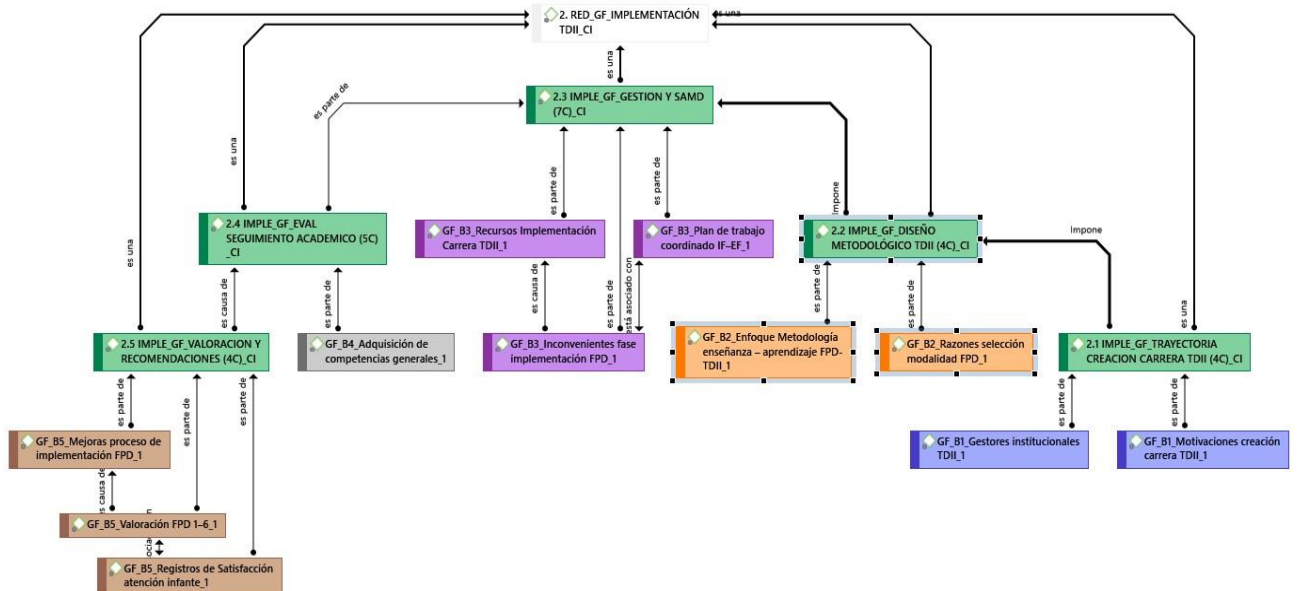 2. RED_GF_IMPLEMENTACIÓN
TDII_CI
es una
es una
2.3 IMPLE_GF_GESTION Y SAMD
(7C)_CI
es parte de
es una
es parte de
es parte de
es parte de
Impone
2.4 IMPLE_GF_EVAL
SEGUIMIENTO ACADEMICO (5C)
_CI
GF_B3_Recursos Implementación
Carrera TDII_1
GF_B3_Plan de trabajo
coordinado IF–EF_1
2.2 IMPLE_GF_DISEÑO
METODOLÓGICO TDII (4C)_CI
Impone
es una
es causa de
es parte de
es causa de
está asociado con
es parte de
es parte de
es una
2.5 IMPLE_GF_VALORACION Y
RECOMENDACIONES (4C)_CI
GF_B4_Adquisición de
competencias generales_1
GF_B3_Inconvenientes fase
implementación FPD_1
GF_B2_Enfoque Metodología
enseñanza – aprendizaje FPD-
TDII_1
GF_B2_Razones selección
modalidad FPD_1
2.1 IMPLE_GF_TRAYECTORIA
CREACION CARRERA TDII (4C)_CI
es parte de
es parte de
es parte de
es parte de
es parte de
GF_B5_Mejoras proceso de
implementación FPD_1
GF_B1_Gestores institucionales
TDII_1
GF_B1_Motivaciones creación
carrera TDII_1
es causa de
GF_B5_Valoración FPD 1–6_1
GF_B5_Registros de Satisfacción
atención infante_1